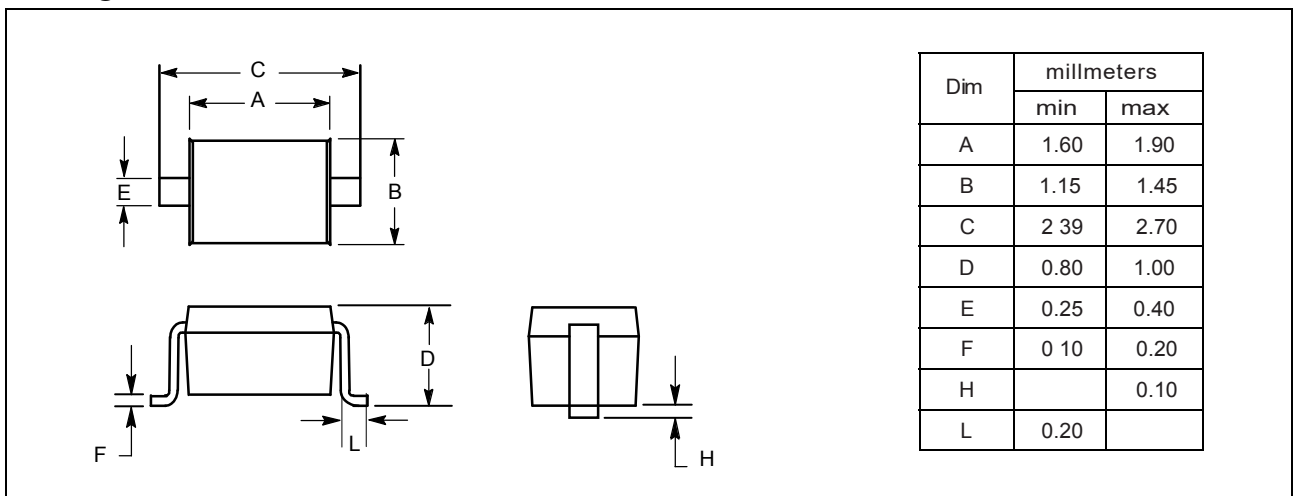 C
A
E
B
D
F
L
H
Dim millmeters
min max
A 1.60 1.90
B 1.15 1.45
C 2 39 2.70
D 0.80 1.00
E 0.25 0.40
F 0 10 0.20
H 0.10
L 0.20